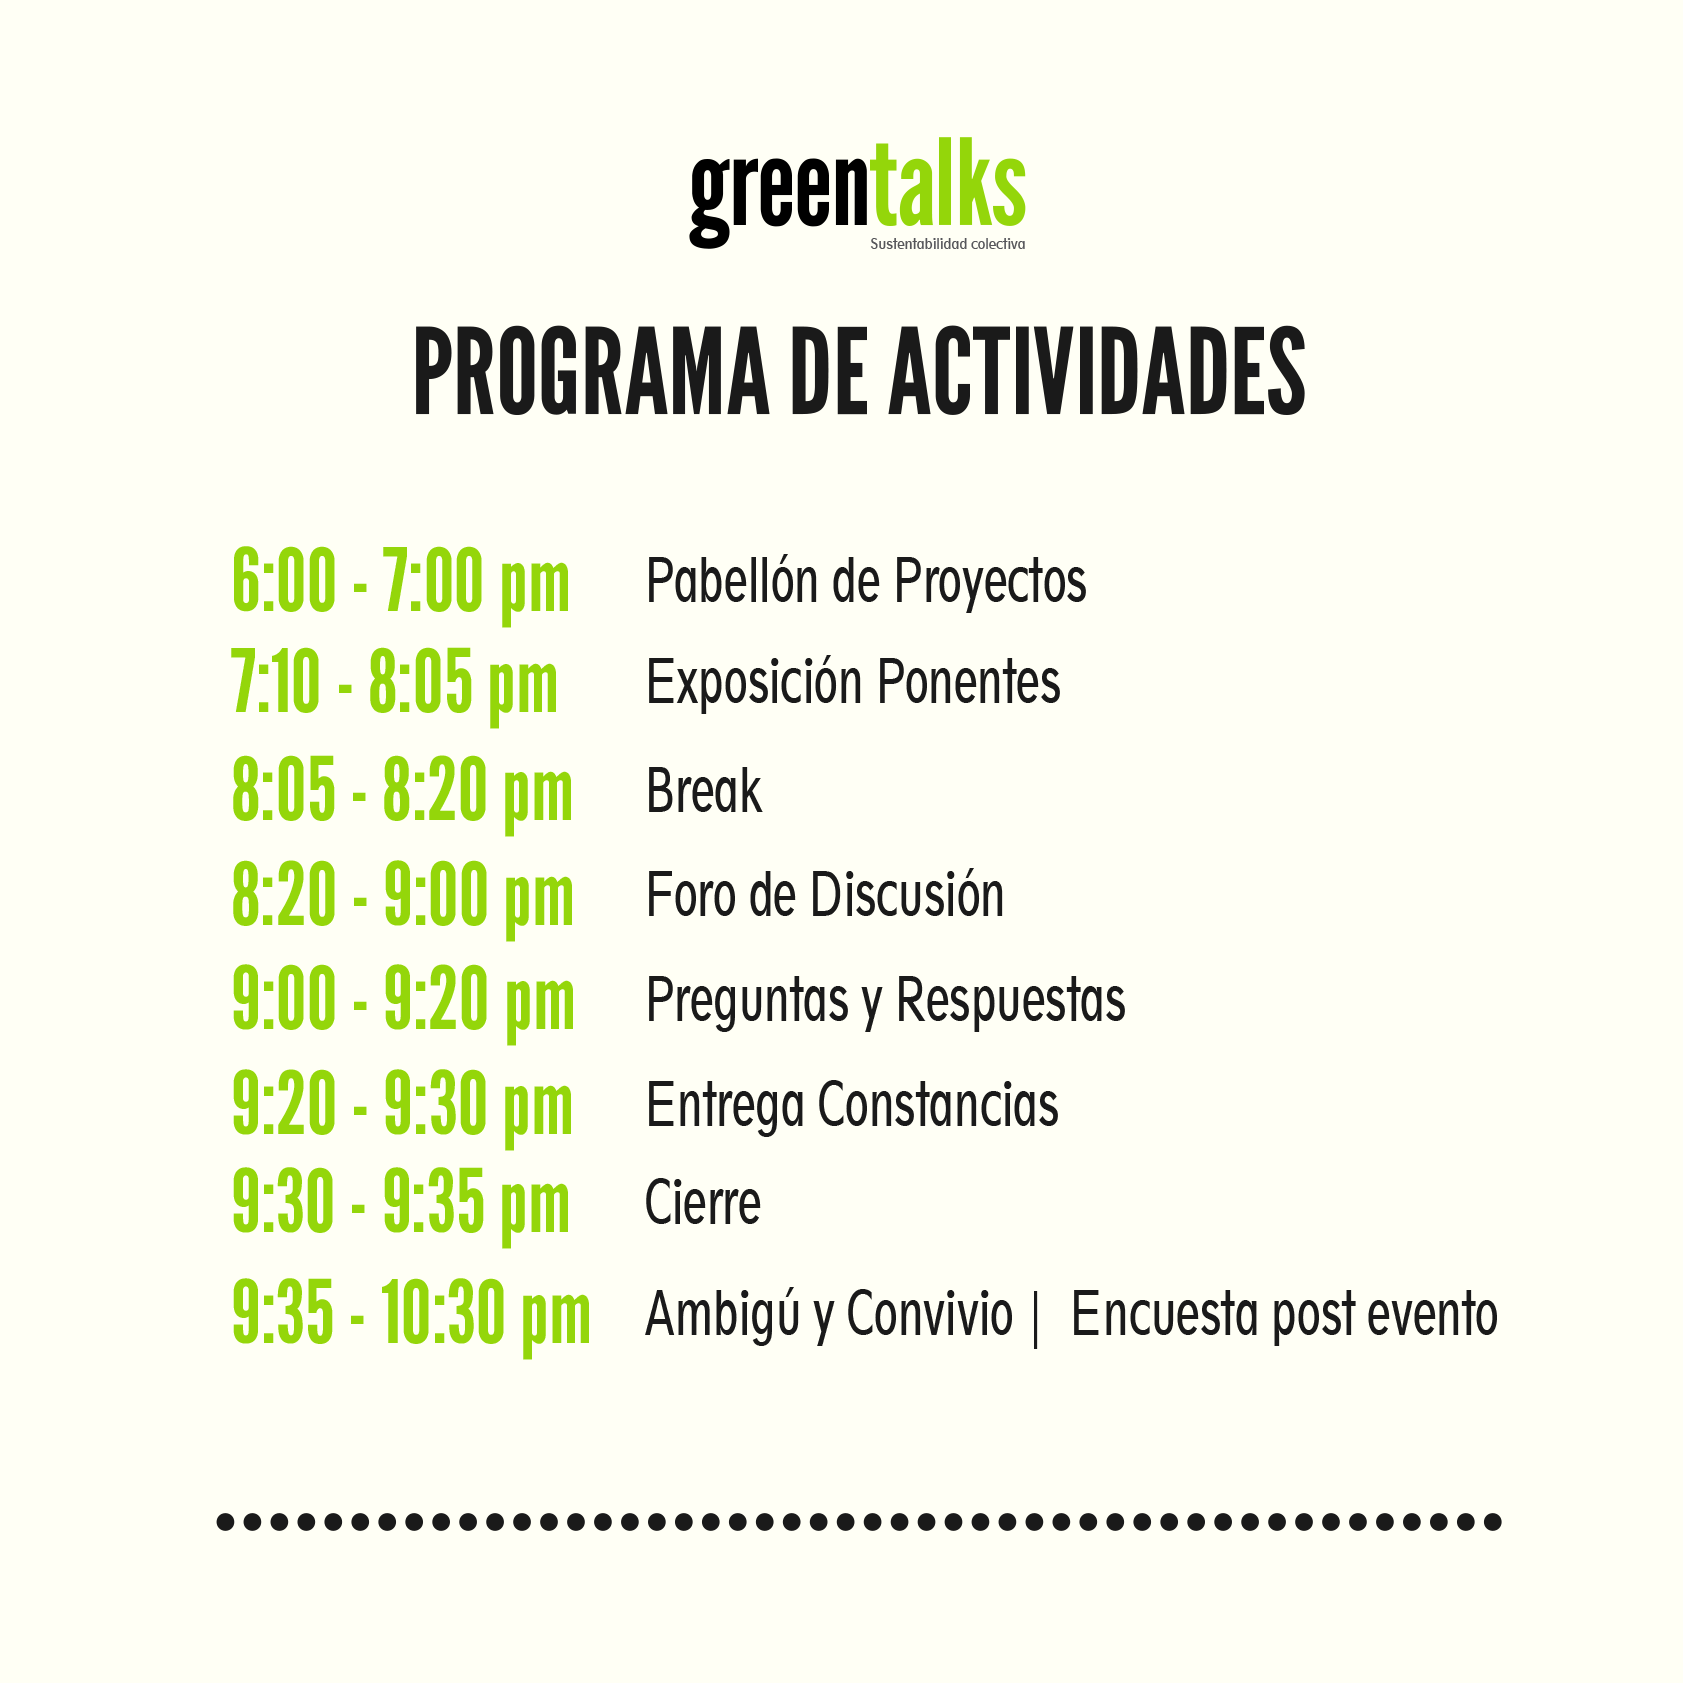 greentalks
Sustentabilidad colectiva
PROGRAMA DE ACTIVIDADES
6:00 - 7:00 pm Pabellón de Proyectos
7:10 - 8:05 pm Exposición Ponentes
8:05 - 8:20 pm Break
8:20 - 9:00 pm Foro de Discusión
9:00 - 9:20 pm Preguntas y Respuestas
9:20 - 9:30 pm Entrega Constancias
9:30 - 9:35 pm Cierre
9:35 - 10:30 pm Ambigú y Convivio | Encuesta post evento